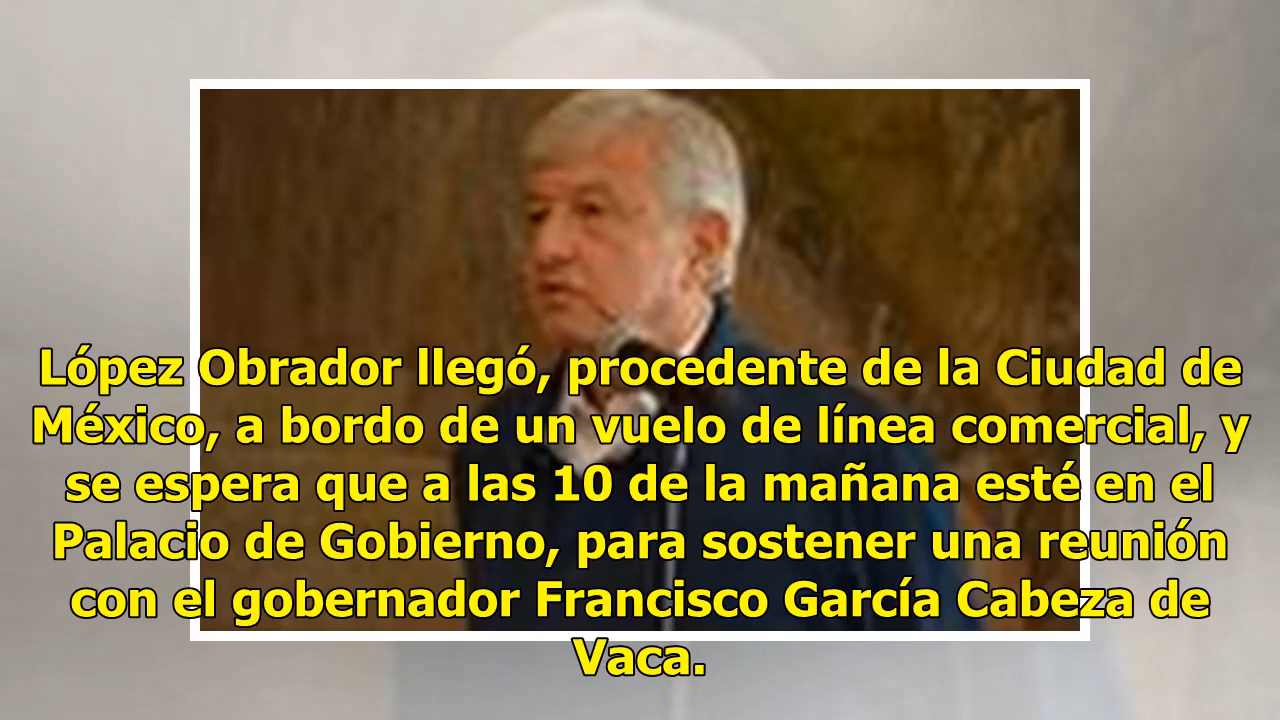 López Obrador llegó, procedente de la Ciudad de
México, a bordo de un vuelo de línea comercial, y
se espera que a las 10 de la mañana esté en el
Palacio de Gobierno, para sostener una reunión
con el gobernador Francisco García Cabeza de
Vaca.